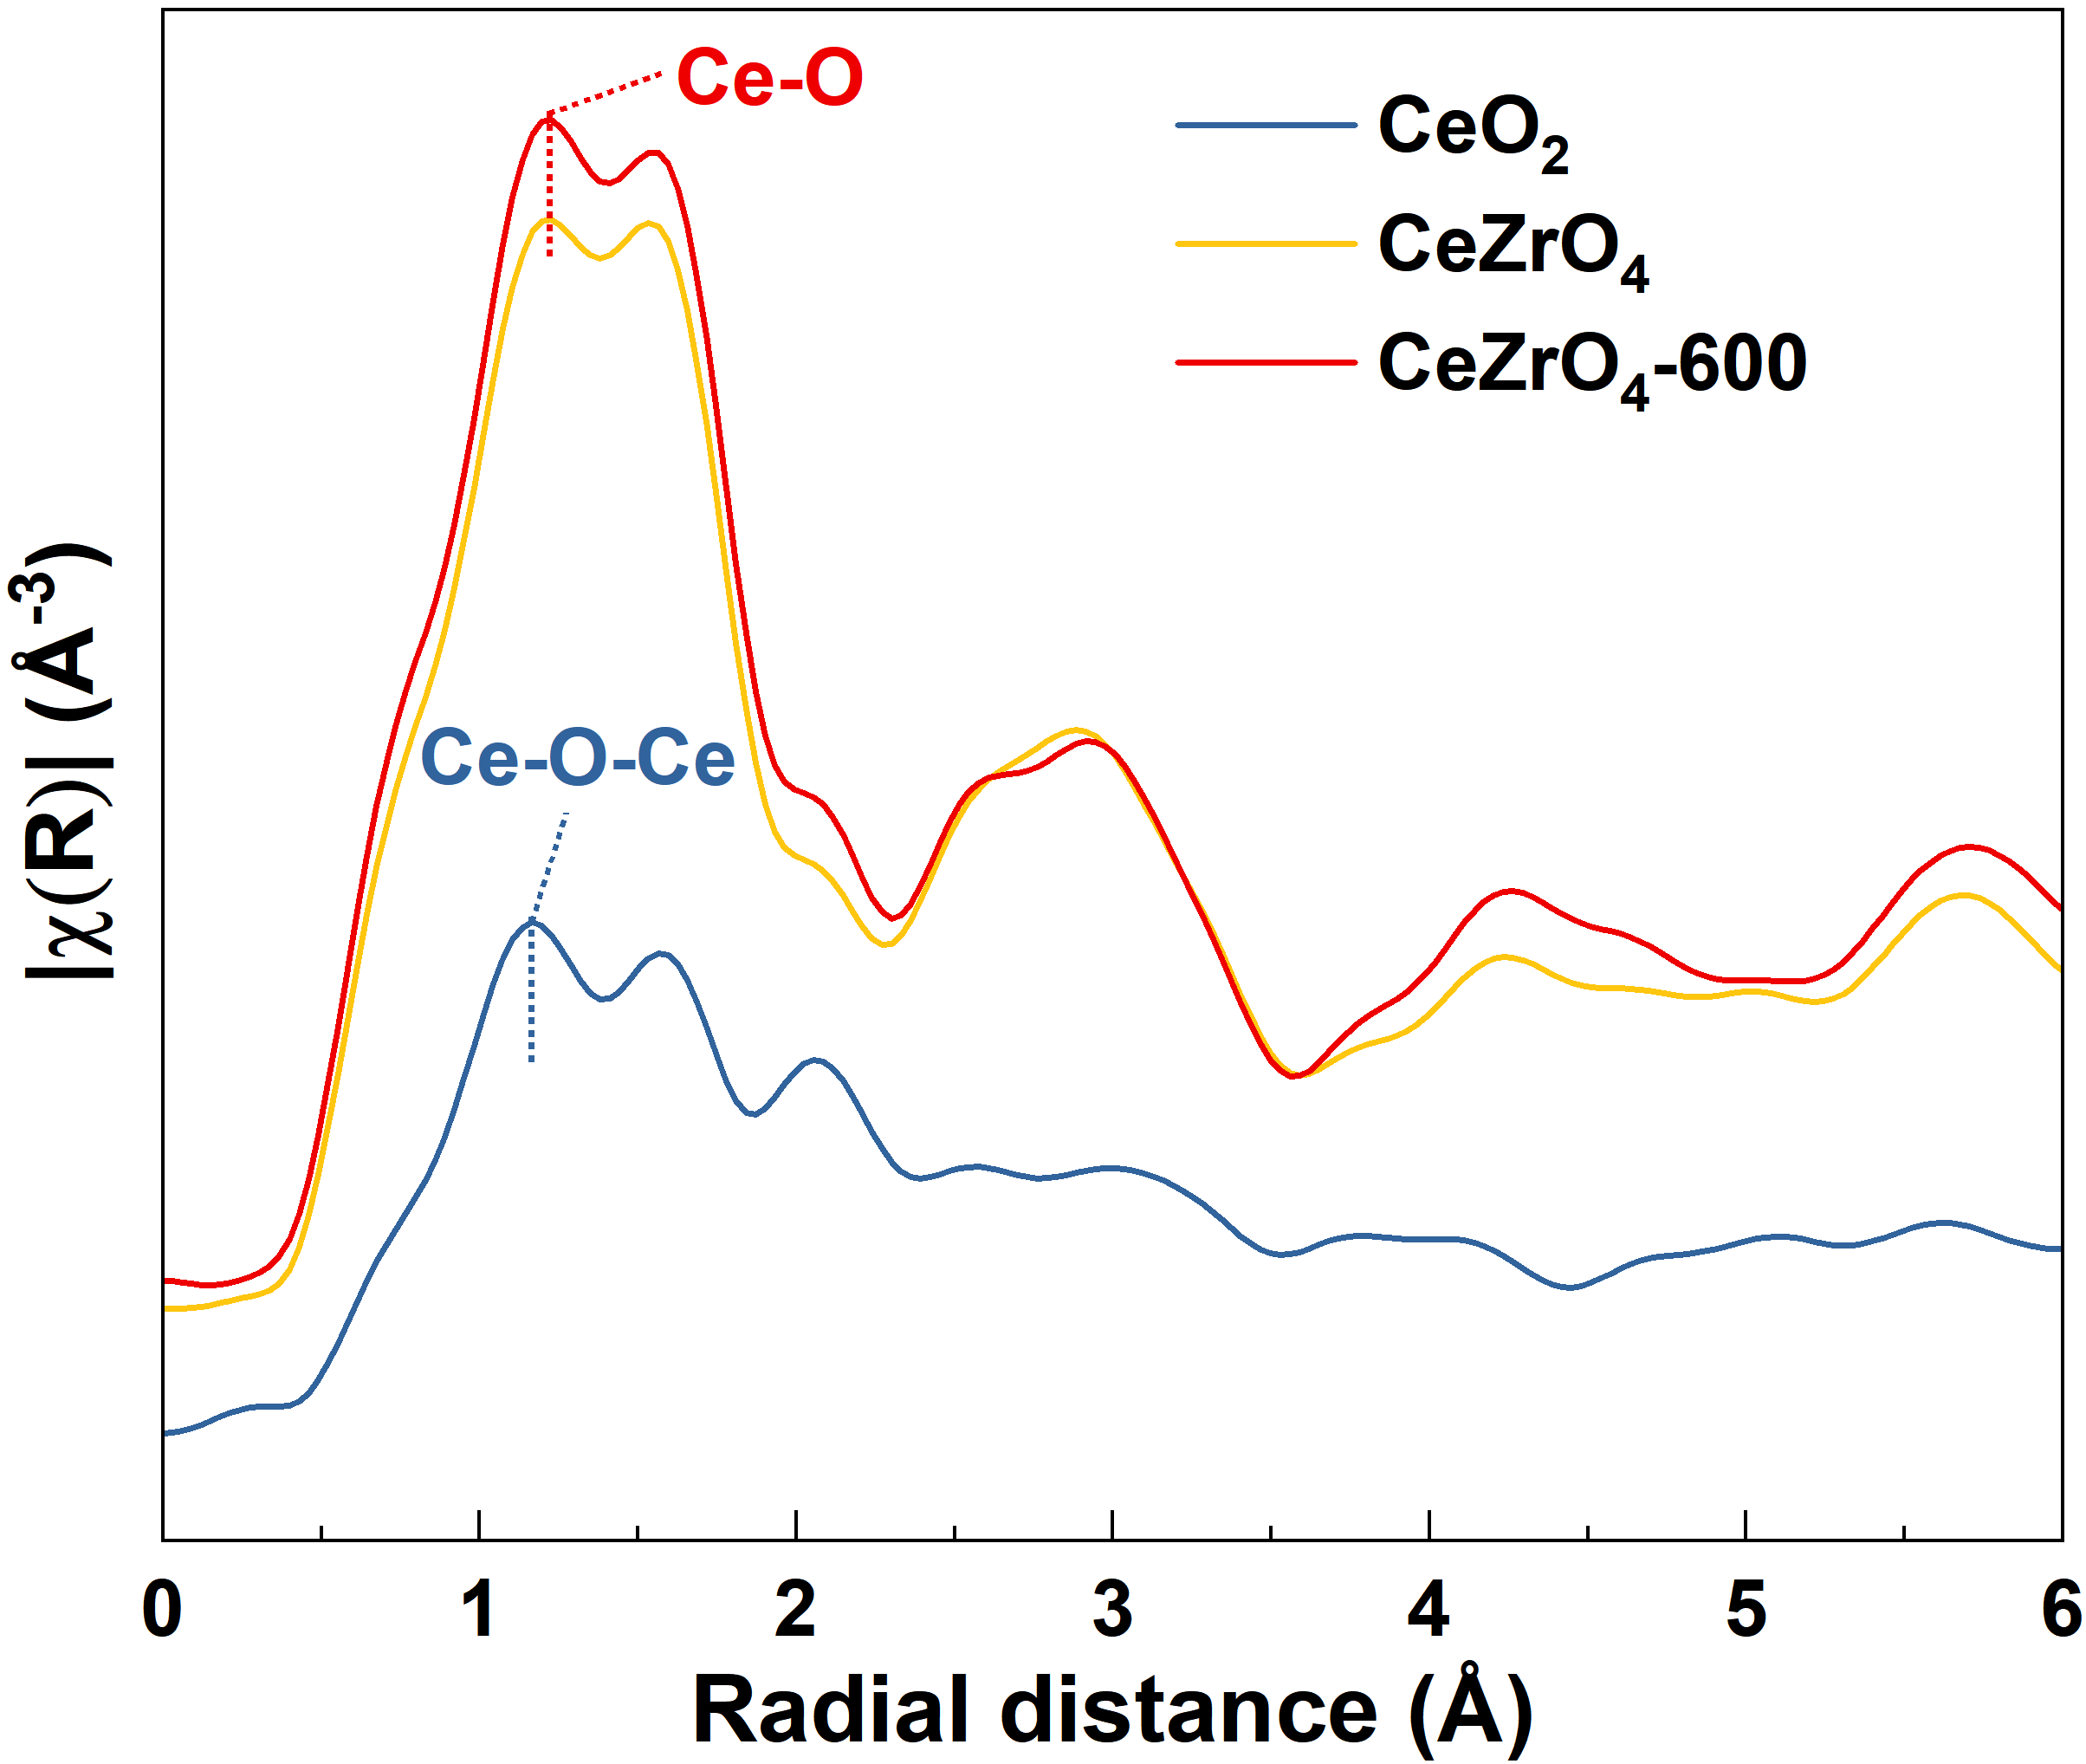 Ce-O
CeO₂
CeZrO₄
CeZrO₄-600
Ce-O-Ce
|χ(R)| (Å⁻³)
0 1 2 3 4 5 6
Radial distance (Å)